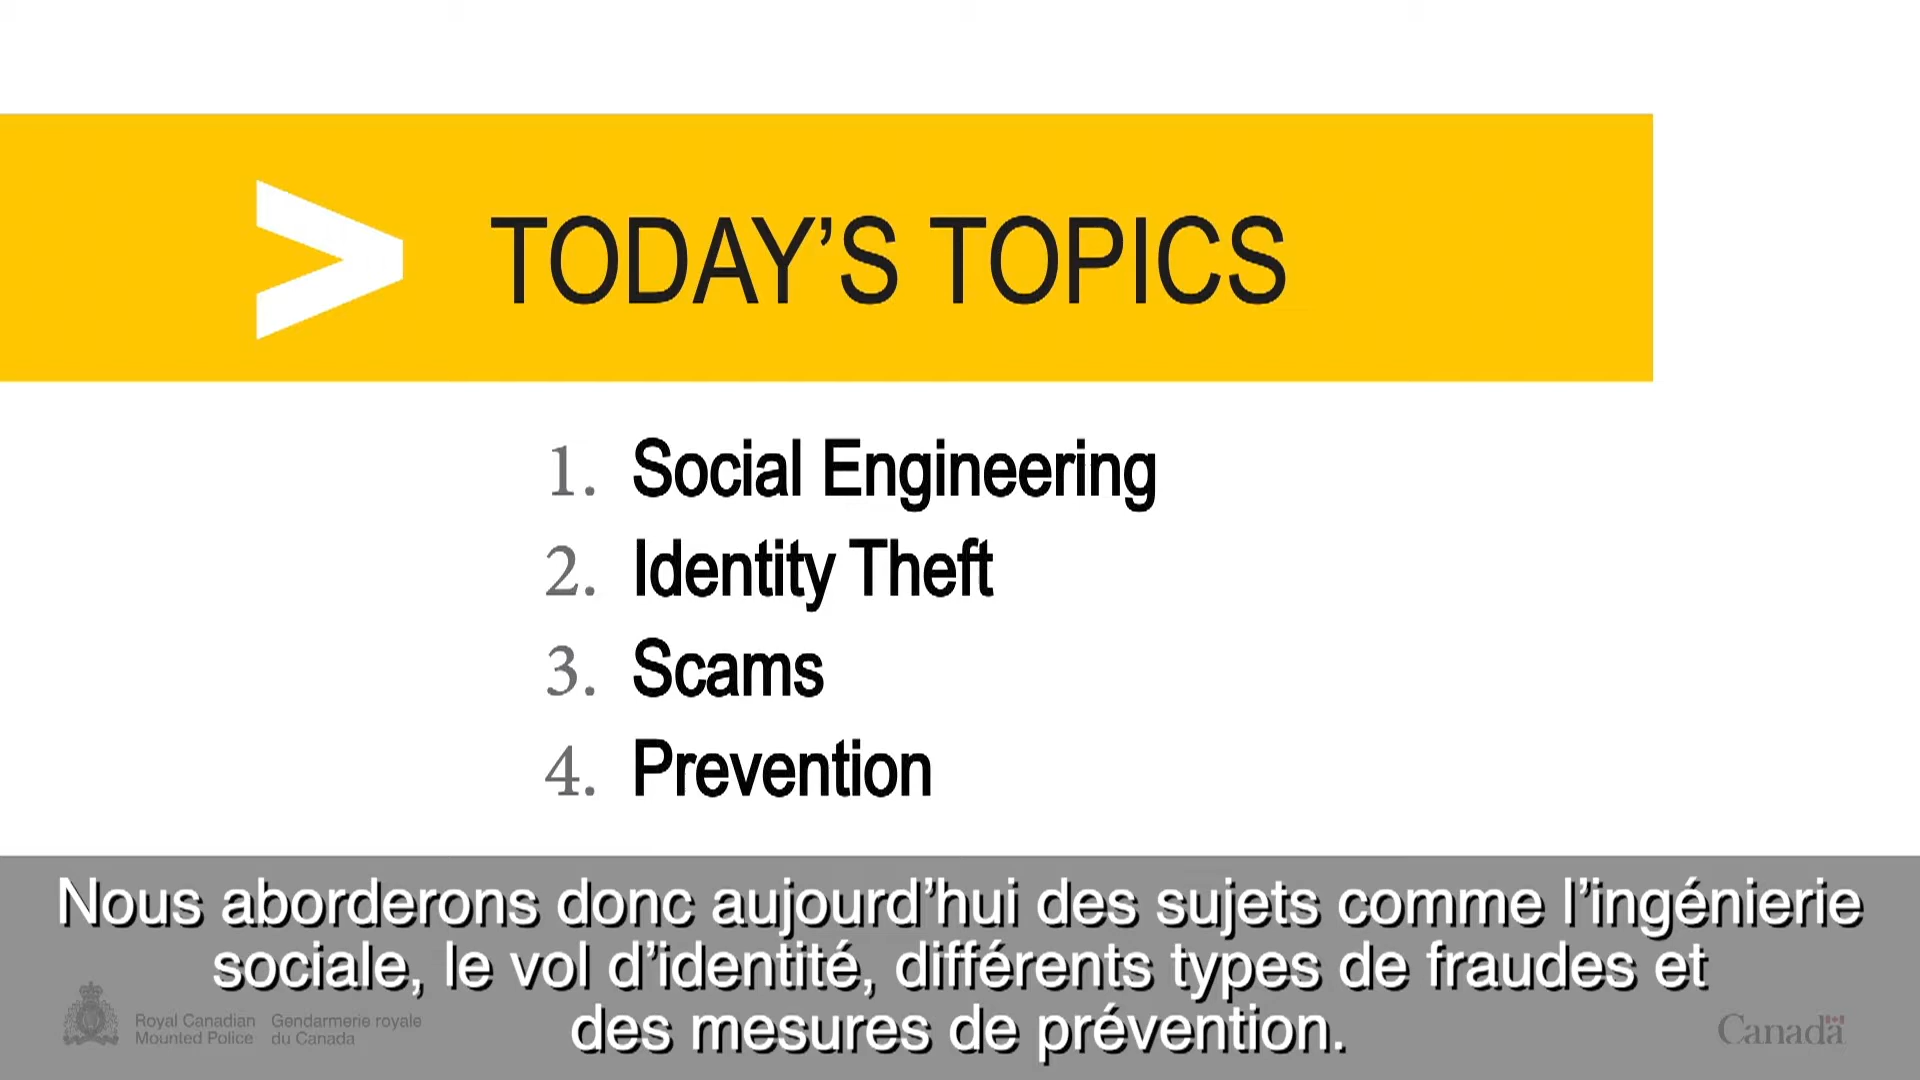 > TODAY’S TOPICS
1. Social Engineering
2. Identity Theft
3. Scams
4. Prevention
Nous aborderons donc aujourd’hui des sujets comme l’ingénierie
sociale, le vol d’identité, différents types de fraudes et
des mesures de prévention.
Royal Canadian Gendarmerie royale
Mounted Police du Canada
Canada